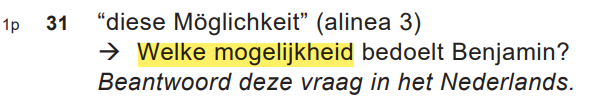 1p 31 “diese Möglichkeit” (alinea 3)
→ Welke mogelijkheid bedoelt Benjamin?
Beantwoord deze vraag in het Nederlands.